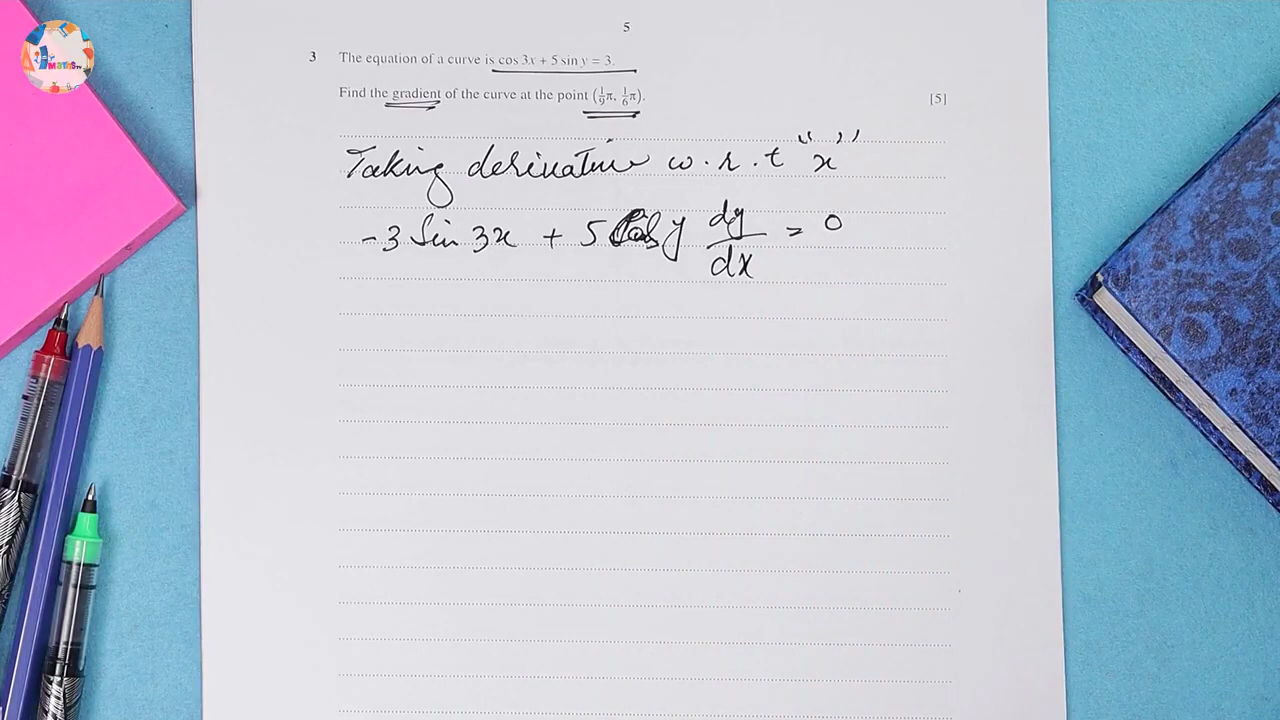 5
3 The equation of a curve is cos 3x + 5 sin y = 3.
Find the gradient of the curve at the point (1/9π, 1/6π). [5]
Taking derivative w.r.t "x"
-3 Sin 3x + 5 Cos y dy/dx = 0
MATHS